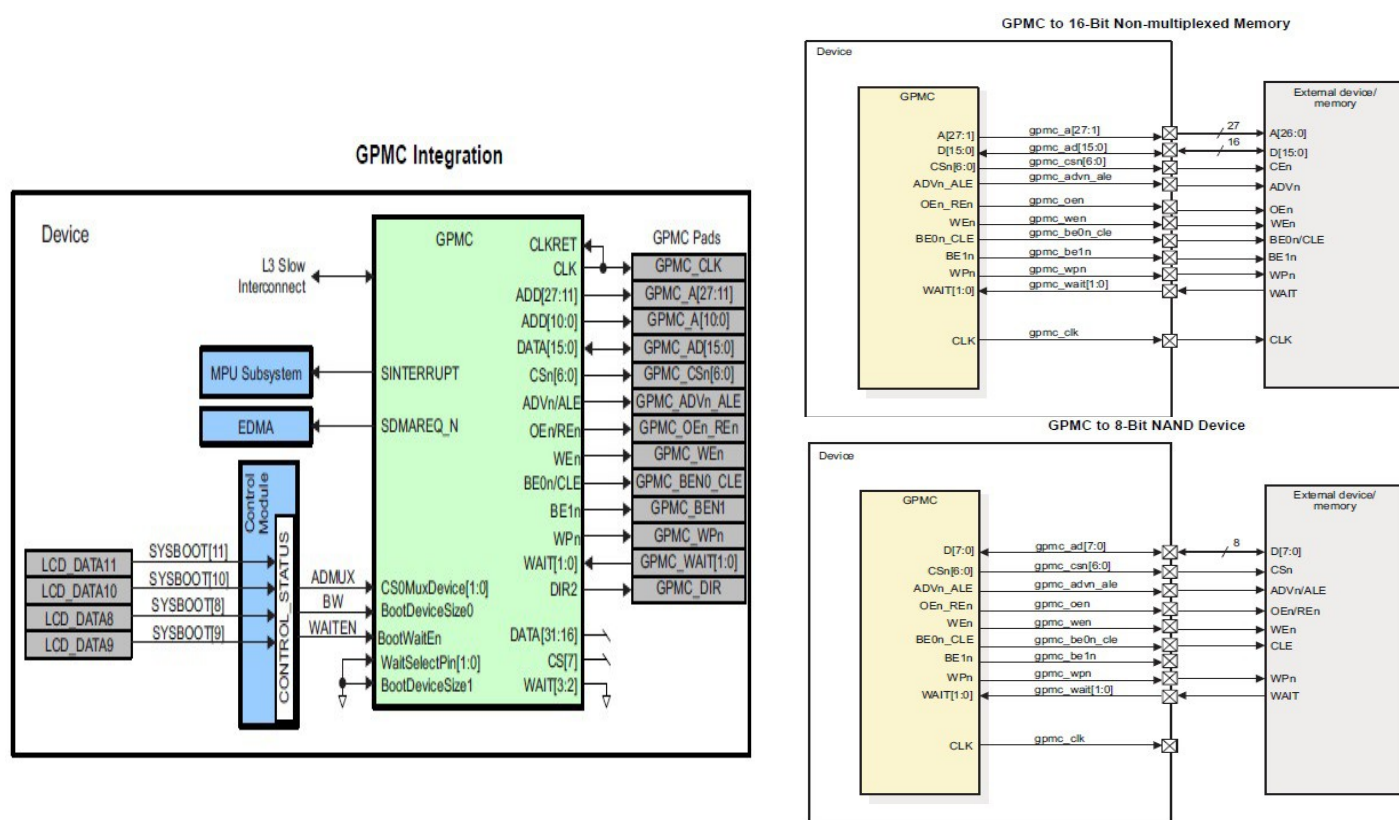 GPMC Integration
Device
GPMC
L3 Slow
Interconnect
MPU Subsystem
EDMA
SINTERRUPT
SDMAREQ_N
Control
Module
CONTROL_STATUS
LCD_DATA11
LCD_DATA10
LCD_DATA8
LCD_DATA9
SYSBOOT[11]
SYSBOOT[10]
SYSBOOT[8]
SYSBOOT[9]
ADMUX
BW
WAITEN
CS0MuxDevice[1:0]
BootDeviceSize0
BootWaitEn
WaitSelectPin[1:0]
BootDeviceSize1
CLKRET
CLK
ADD[27:11]
ADD[10:0]
DATA[15:0]
CSn[6:0]
ADVn/ALE
OEn/REn
WEn
BE0n/CLE
BE1n
WPn
WAIT[1:0]
DIR2
DATA[31:16]
CS[7]
WAIT[3:2]
GPMC Pads
GPMC_CLK
GPMC_A[27:11]
GPMC_A[10:0]
GPMC_AD[15:0]
GPMC_CSn[6:0]
GPMC_ADVn_ALE
GPMC_OEn_REn
GPMC_WEn
GPMC_BEN0_CLE
GPMC_BEN1
GPMC_WPn
GPMC_WAIT[1:0]
GPMC_DIR
GPMC to 16-Bit Non-multiplexed Memory
Device
GPMC
External device/
memory
A[27:1] gpmc_a[27:1] 27 A[26:0]
D[15:0] gpmc_ad[15:0] 16 D[15:0]
CSn[6:0] gpmc_csn[6:0] CEn
ADVn_ALE gpmc_advn_ale ADVn
OEn_REn gpmc_oen OEn
WEn gpmc_wen WEn
BE0n_CLE gpmc_be0n_cle BE0n/CLE
BE1n gpmc_be1n BE1n
WPn gpmc_wpn WPn
WAIT[1:0] gpmc_wait[1:0] WAIT
CLK gpmc_clk CLK
GPMC to 8-Bit NAND Device
Device
GPMC
External device/
memory
D[7:0] gpmc_ad[7:0] 8 D[7:0]
CSn[6:0] gpmc_csn[6:0] CSn
ADVn_ALE gpmc_advn_ale ADVn/ALE
OEn_REn gpmc_oen OEn/REn
WEn gpmc_wen WEn
BE0n_CLE gpmc_be0n_cle CLE
BE1n gpmc_be1n
WPn gpmc_wpn WPn
WAIT[1:0] gpmc_wait[1:0] WAIT
CLK gpmc_clk